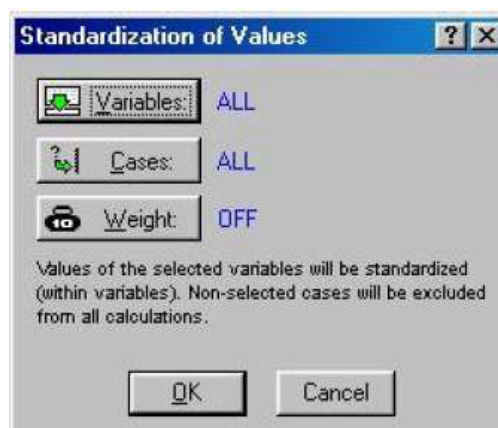 Standardization of Values
Variables: ALL
Cases: ALL
10 Weight: OFF
Values of the selected variables will be standardized
(within variables). Non-selected cases will be excluded
from all calculations.
OK Cancel